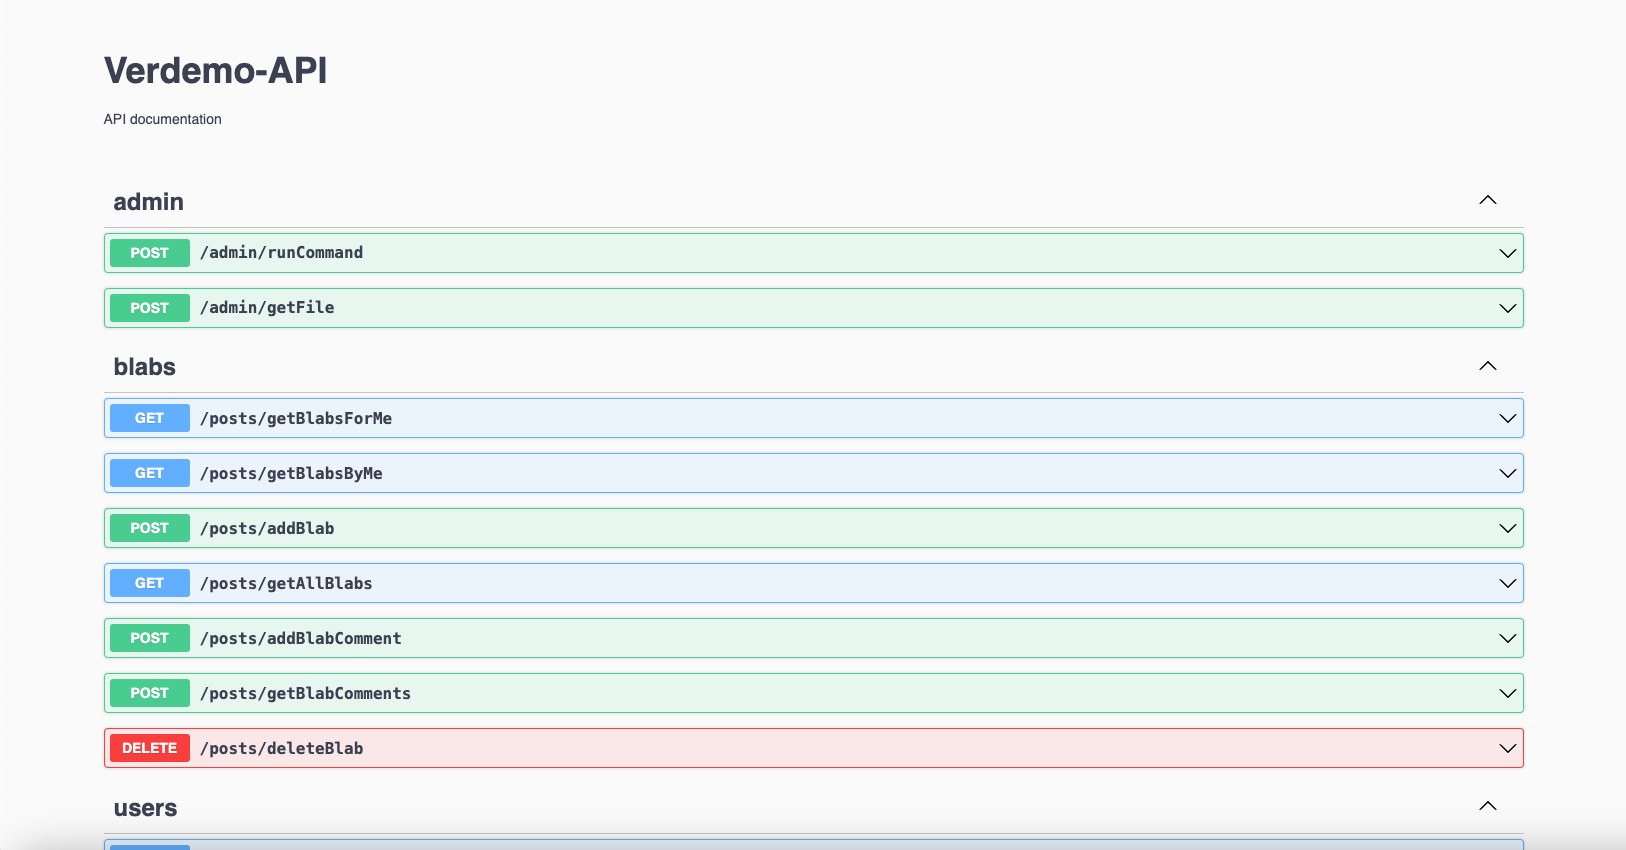 Verdemo-API
API documentation
admin
POST /admin/runCommand
POST /admin/getFile
blabs
GET /posts/getBlabsForMe
GET /posts/getBlabsByMe
POST /posts/addBlab
GET /posts/getAllBlabs
POST /posts/addBlabComment
POST /posts/getBlabComments
DELETE /posts/deleteBlab
users